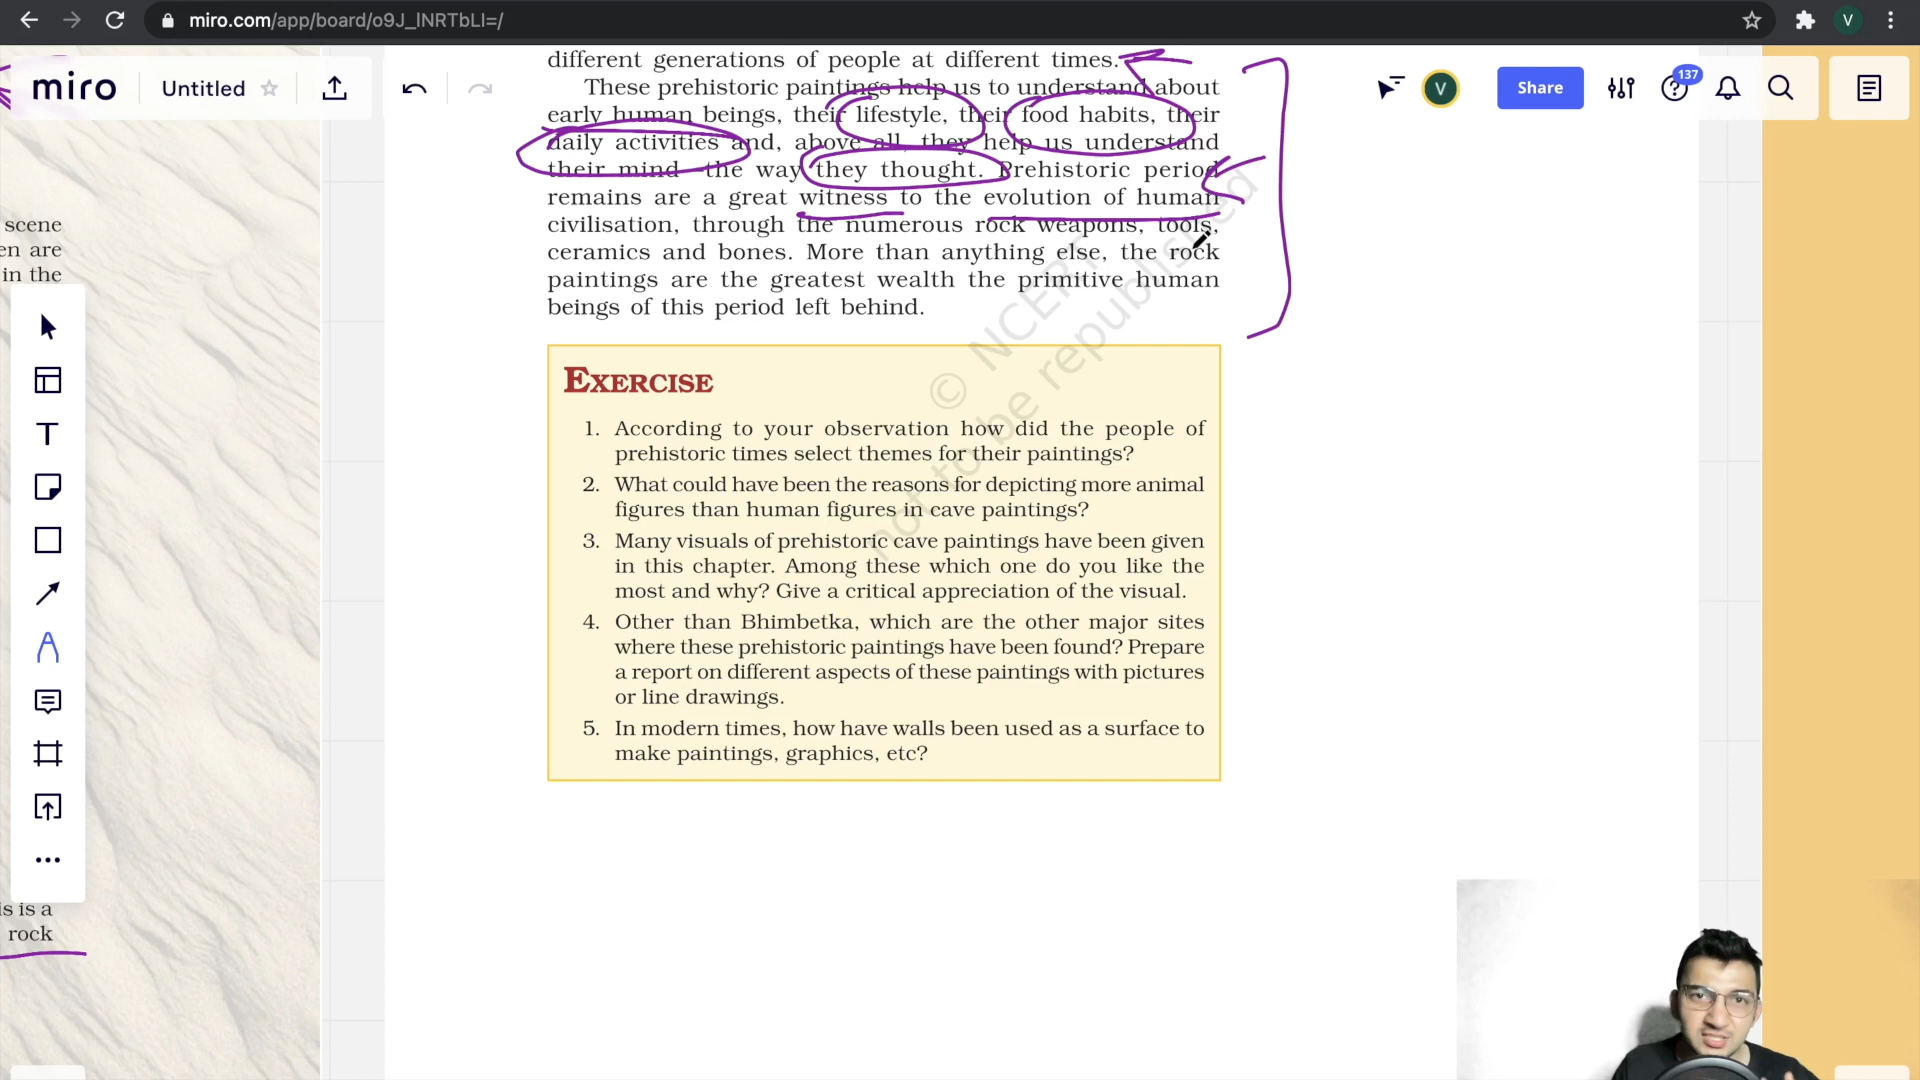 miro.com/app/board/o9J_lNRTbLI=/
V
miro
Untitled
V
Share
137
scene
en are
in the
T
s is a
rock
different generations of people at different times.
These prehistoric paintings help us to understand about
early human beings, their lifestyle, their food habits, their
daily activities and, above all, they help us understand
their mind—the way they thought. Prehistoric period
remains are a great witness to the evolution of human
civilisation, through the numerous rock weapons, tools,
ceramics and bones. More than anything else, the rock
paintings are the greatest wealth the primitive human
beings of this period left behind.
© NCERT
not to be republished
EXERCISE
1. According to your observation how did the people of
prehistoric times select themes for their paintings?
2. What could have been the reasons for depicting more animal
figures than human figures in cave paintings?
3. Many visuals of prehistoric cave paintings have been given
in this chapter. Among these which one do you like the
most and why? Give a critical appreciation of the visual.
4. Other than Bhimbetka, which are the other major sites
where these prehistoric paintings have been found? Prepare
a report on different aspects of these paintings with pictures
or line drawings.
5. In modern times, how have walls been used as a surface to
make paintings, graphics, etc?